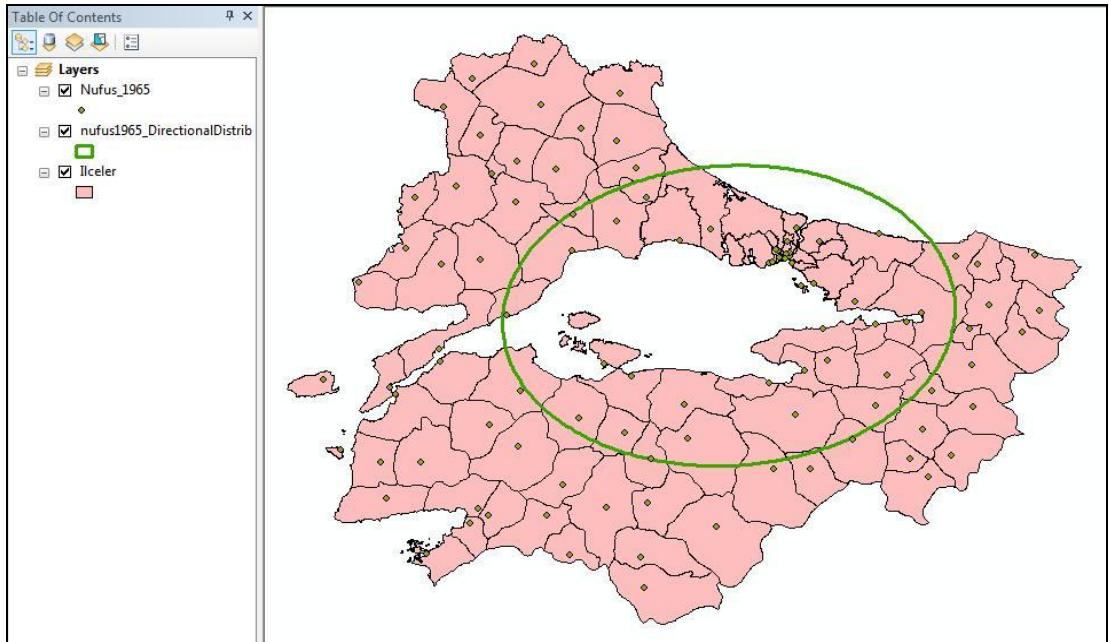 Table Of Contents
Layers
Nufus_1965
nufus1965_DirectionalDistrib
Ilceler